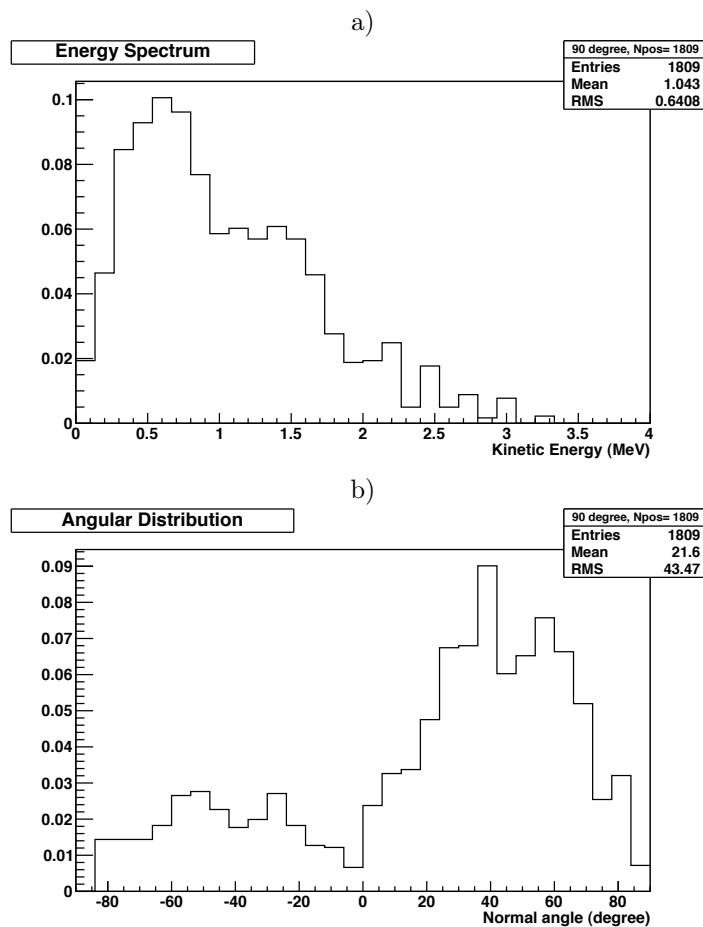 a)
Energy Spectrum
90 degree, Npos= 1809
Entries 1809
Mean 1.043
RMS 0.6408
0.1
0.08
0.06
0.04
0.02
0
0 0.5 1 1.5 2 2.5 3 3.5 4
Kinetic Energy (MeV)
b)
Angular Distribution
90 degree, Npos= 1809
Entries 1809
Mean 21.6
RMS 43.47
0.09
0.08
0.07
0.06
0.05
0.04
0.03
0.02
0.01
0
-80 -60 -40 -20 0 20 40 60 80
Normal angle (degree)